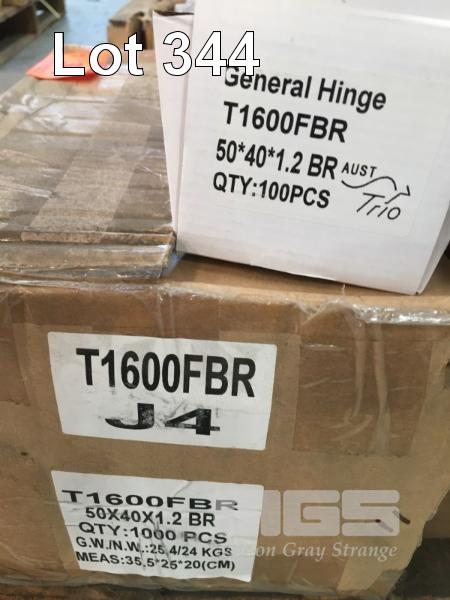 Lot 344
General Hinge
T1600FBR
50*40*1.2 BR
AUST
QTY:100PCS
Trio
T1600FBR
J4
T1600FBR
50X40X1.2 BR
QTY:1000 PCS
G.W./N.W.:25.4/24 KGS
MEAS:35.5*25*20(CM)
Gray Strange